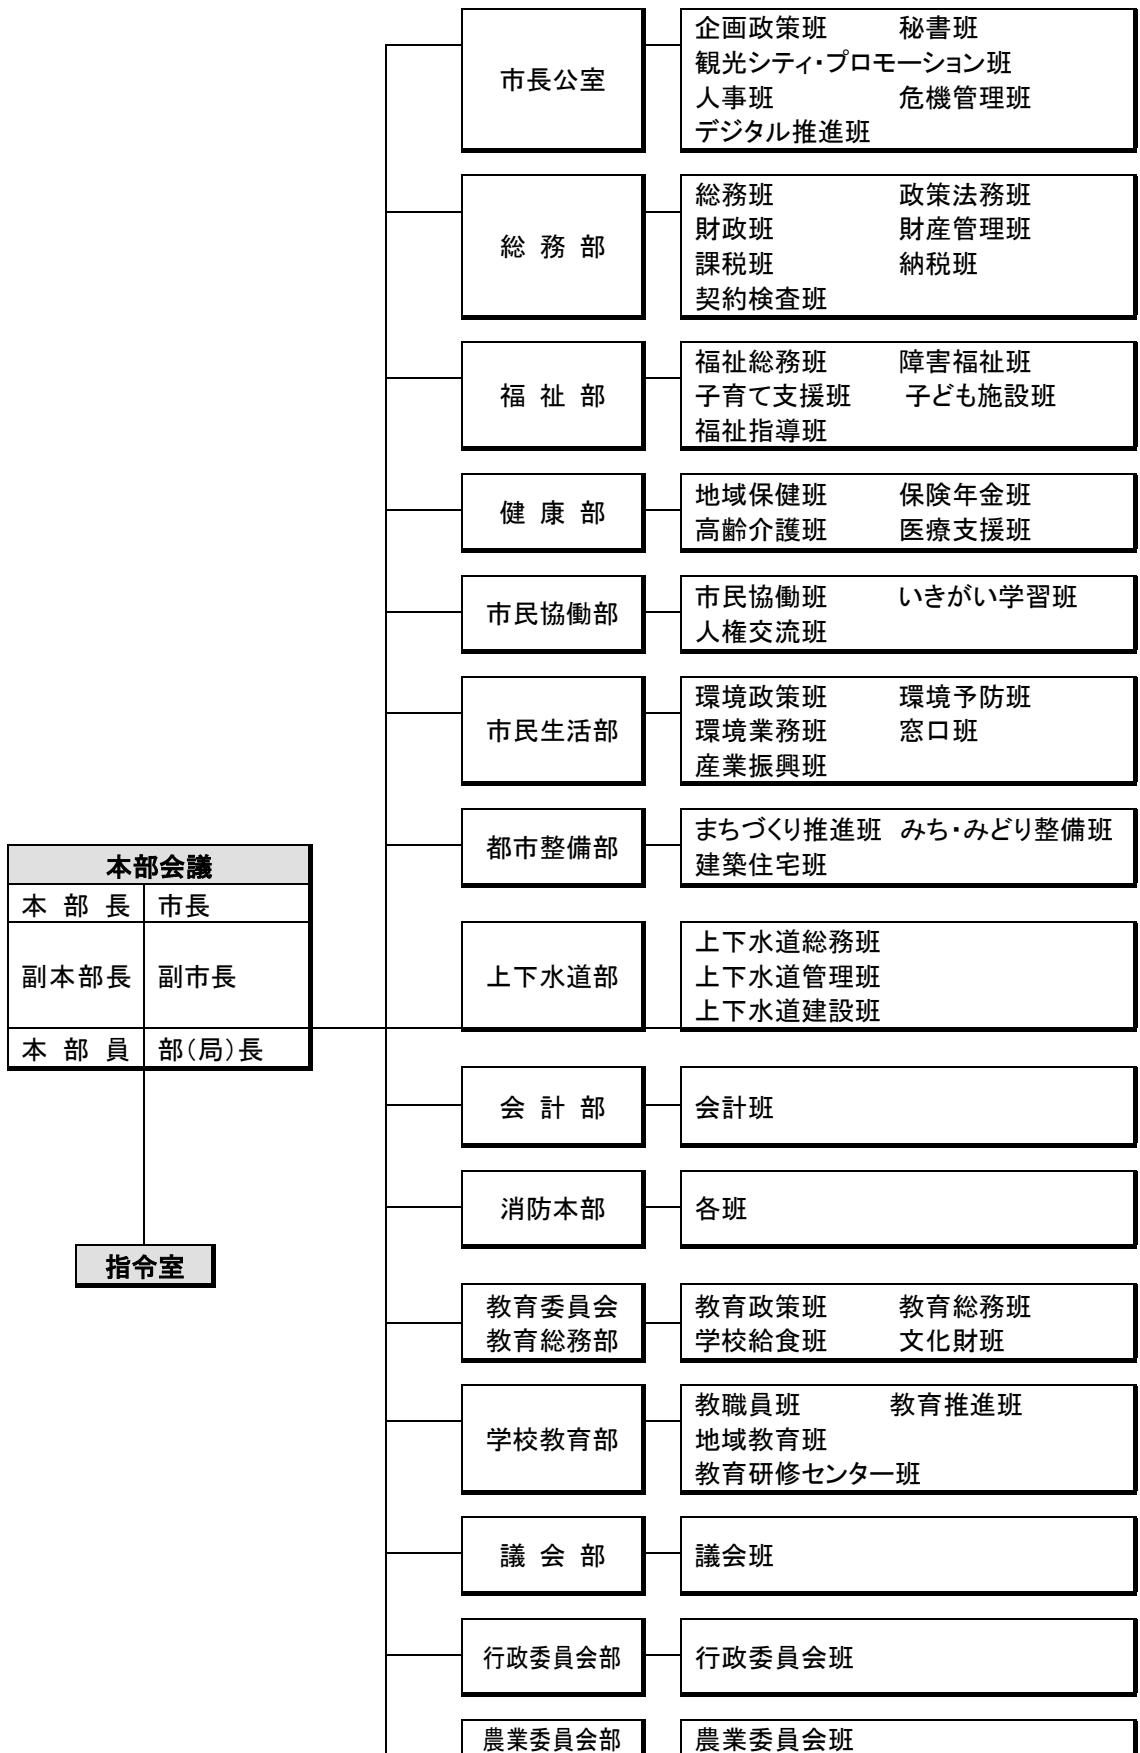 市長公室
企画政策班 秘書班
観光シティ・プロモーション班
人事班 危機管理班
デジタル推進班
総務部
総務班 政策法務班
財政班 財産管理班
課税班 納税班
契約検査班
福祉部
福祉総務班 障害福祉班
子育て支援班 子ども施設班
福祉指導班
健康部
地域保健班 保険年金班
高齢介護班 医療支援班
市民協働部
市民協働班 いきがい学習班
人権交流班
市民生活部
環境政策班 環境予防班
環境業務班 窓口班
産業振興班
都市整備部
まちづくり推進班 みち・みどり整備班
建築住宅班
本部会議
本部長 市長
副本部長 副市長
本部員 部(局)長
指令室
上下水道部
上下水道総務班
上下水道管理班
上下水道建設班
会計部
会計班
消防本部
各班
教育委員会
教育総務部
教育政策班 教育総務班
学校給食班 文化財班
学校教育部
教職員班 教育推進班
地域教育班
教育研修センター班
議会部
議会班
行政委員会部
行政委員会班
農業委員会部
農業委員会班